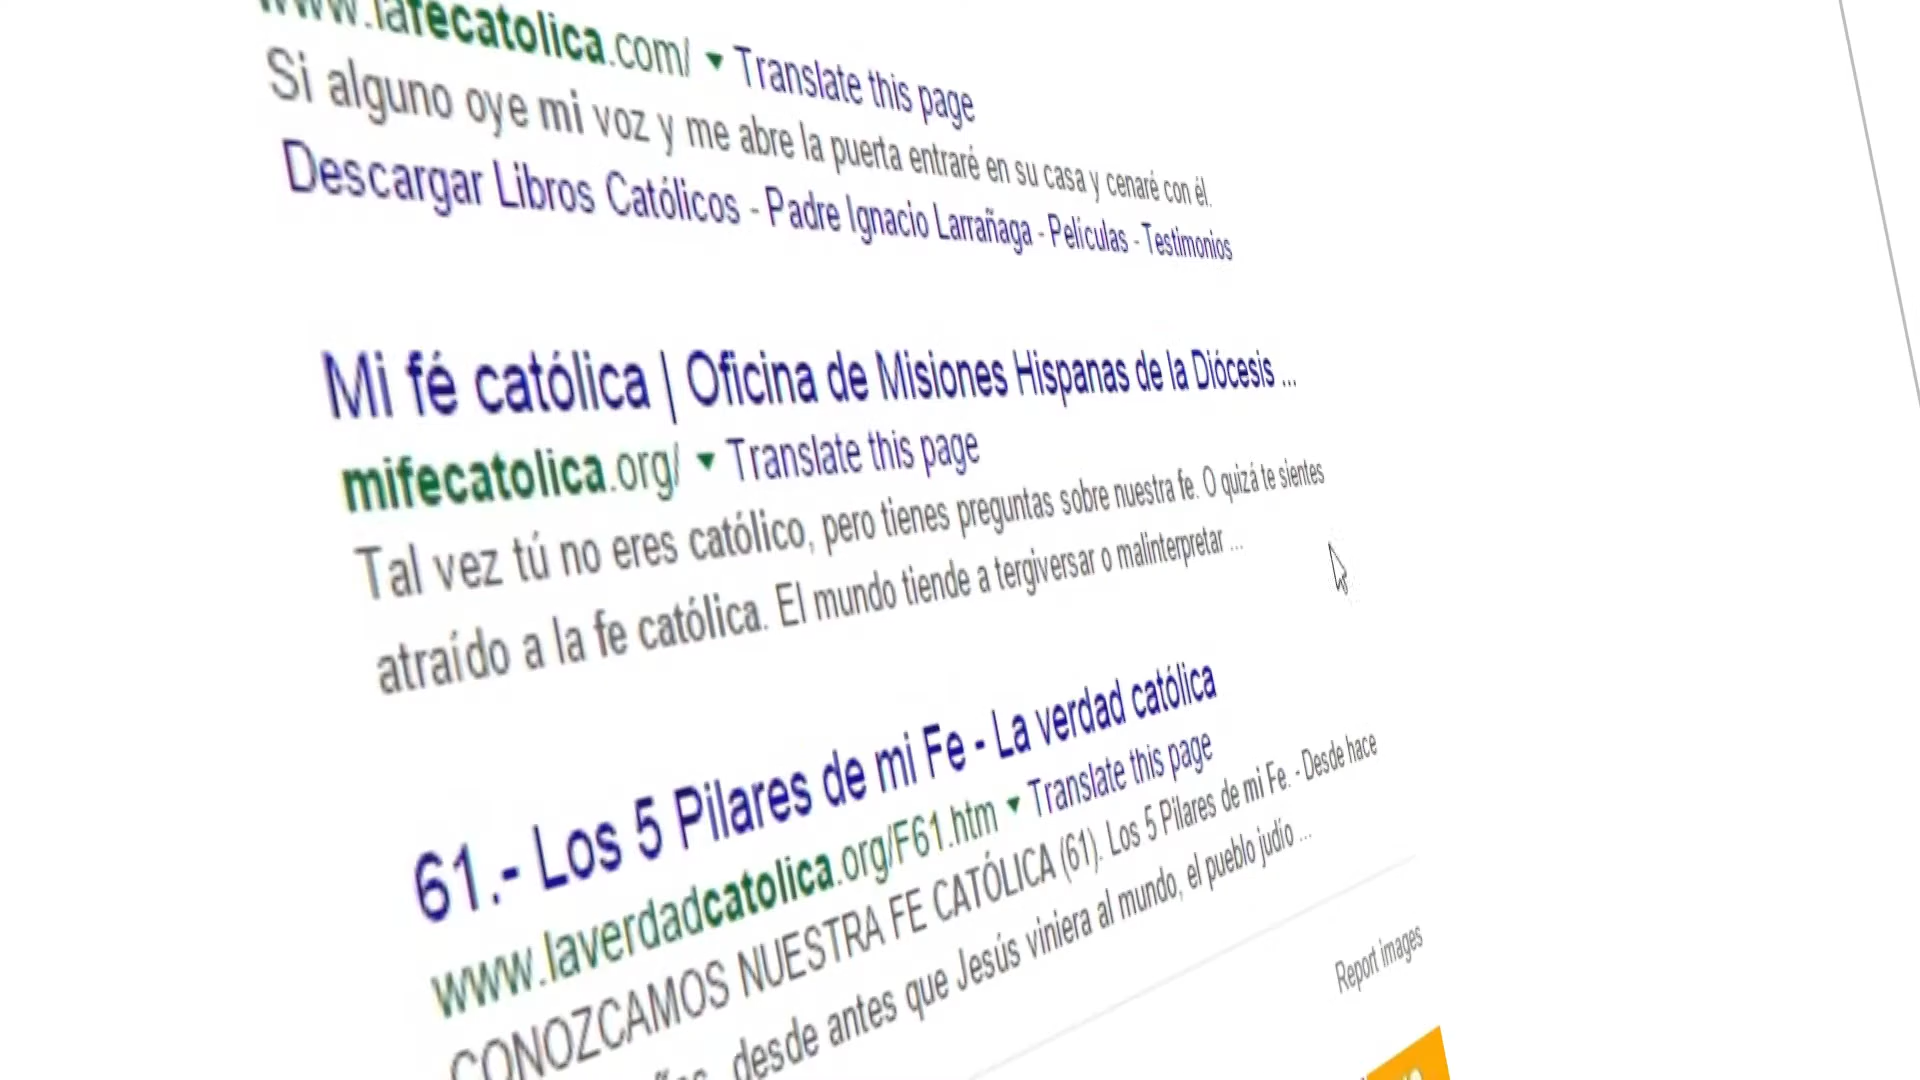 www.lafecatolica.com/ ▼ Translate this page
Si alguno oye mi voz y me abre la puerta entraré en su casa y cenaré con él.
Descargar Libros Católicos - Padre Ignacio Larrañaga - Películas - Testimonios
Mi fé católica | Oficina de Misiones Hispanas de la Diócesis ...
mifecatolica.org/ ▼ Translate this page
Tal vez tú no eres católico, pero tienes preguntas sobre nuestra fe. O quizá te sientes
atraído a la fe católica. El mundo tiende a tergiversar o malinterpretar ...
61.- Los 5 Pilares de mi Fe - La verdad católica
www.laverdadcatolica.org/F61.htm ▼ Translate this page
CONOZCAMOS NUESTRA FE CATÓLICA (61). Los 5 Pilares de mi Fe. - Desde hace
desde antes que Jesús viniera al mundo, el pueblo judío ...
Report images